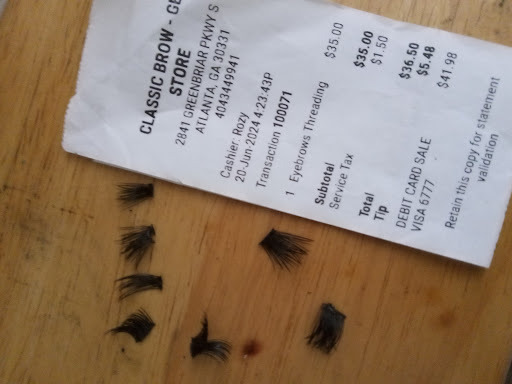 CLASSIC BROW -
STORE
2841 GREENBRIAR PKWY S
ATLANTA, GA 30331
4043449941
Cashier: Rozy
20-Jun-2024 4:23:43P
Transaction 100071
1 Eyebrows Threading $35.00
Subtotal $35.00
Service Tax $1.50
Total $36.50
Tip $5.48
DEBIT CARD SALE $41.98
VISA 6777
Retain this copy for statement
validation